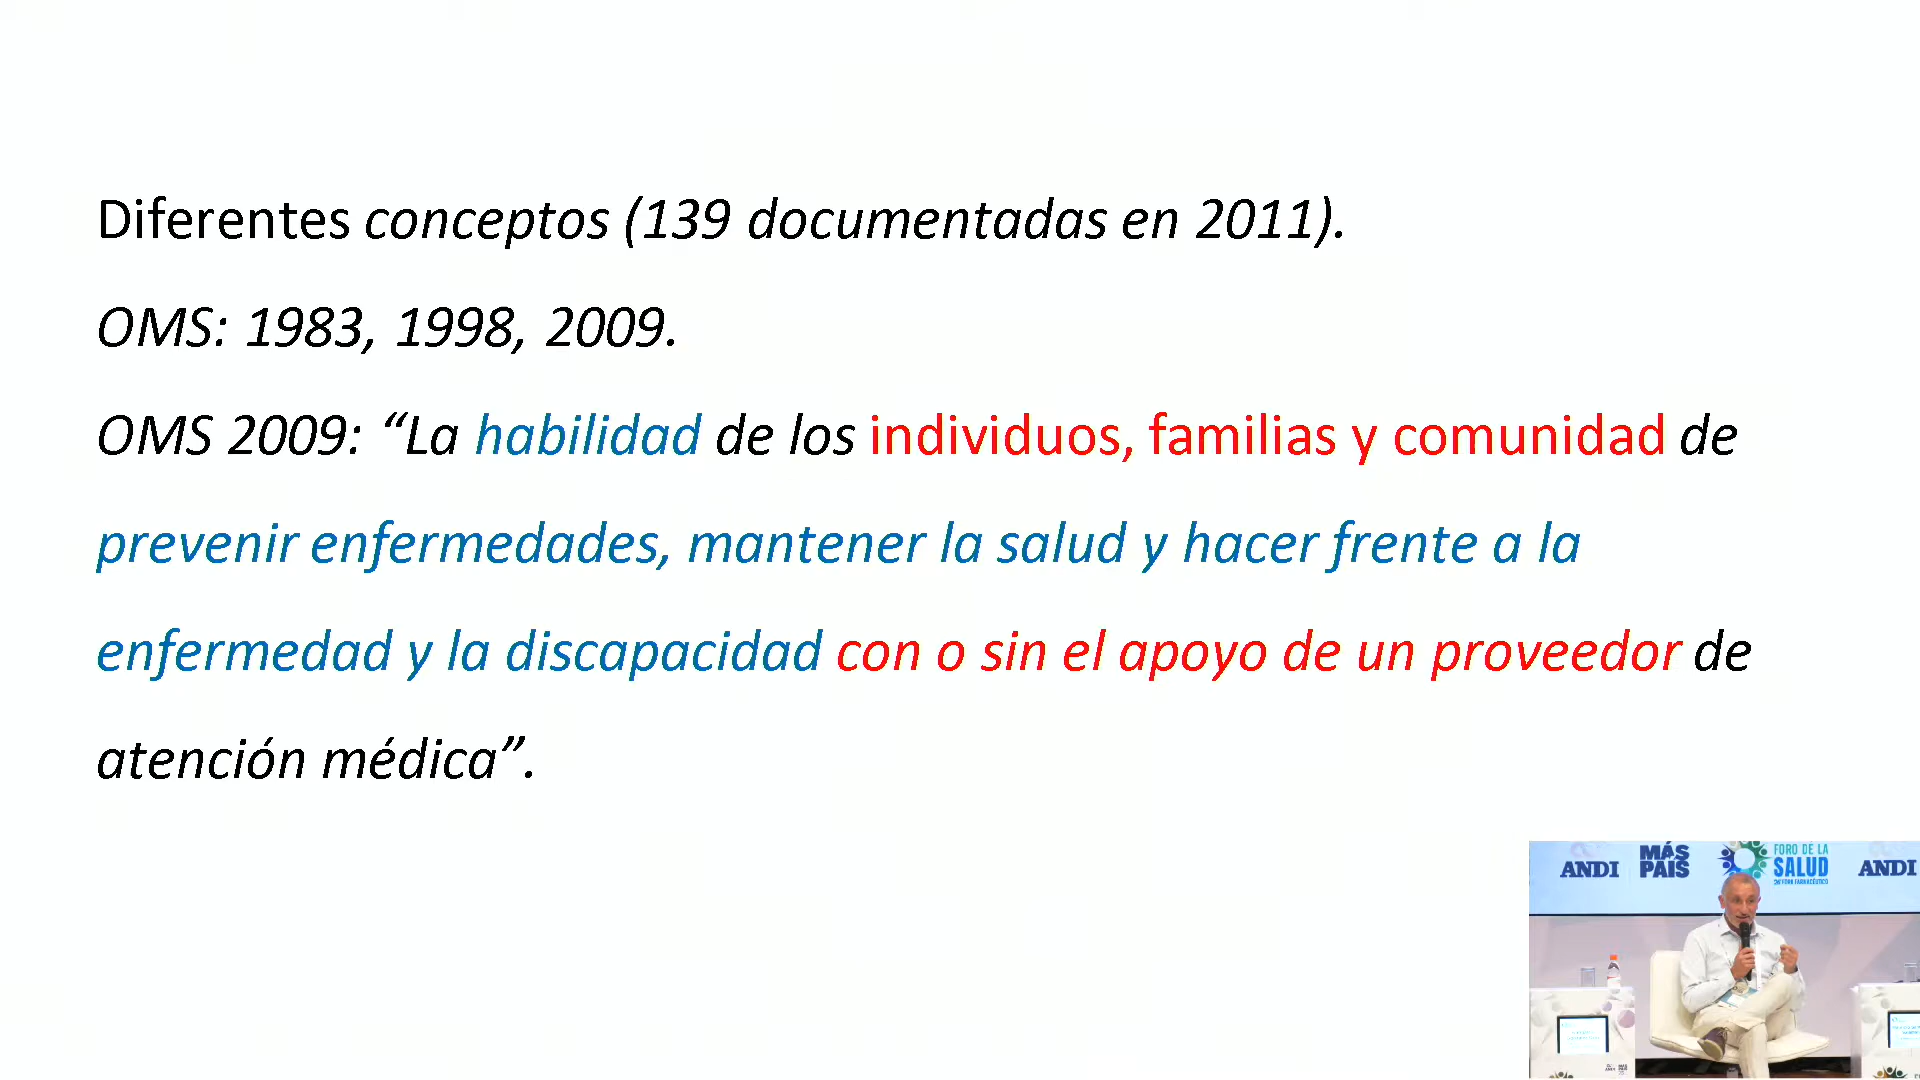 Diferentes conceptos (139 documentadas en 2011).
OMS: 1983, 1998, 2009.
OMS 2009: “La habilidad de los individuos, familias y comunidad de
prevenir enfermedades, mantener la salud y hacer frente a la
enfermedad y la discapacidad con o sin el apoyo de un proveedor de
atención médica”.
ANDI
MÁS
PAÍS
FORO DE LA
SALUD
ANDI